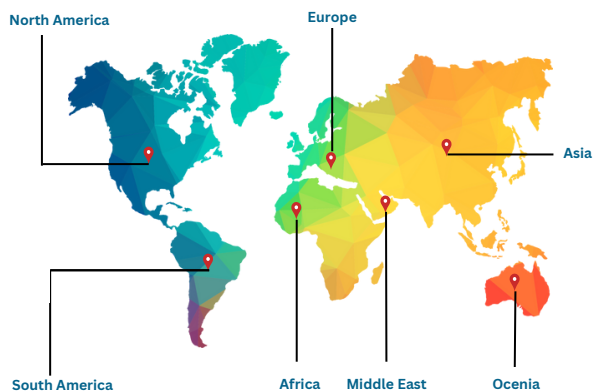 Europe
North America
Asia
Africa
Middle East
Ocenia
South America